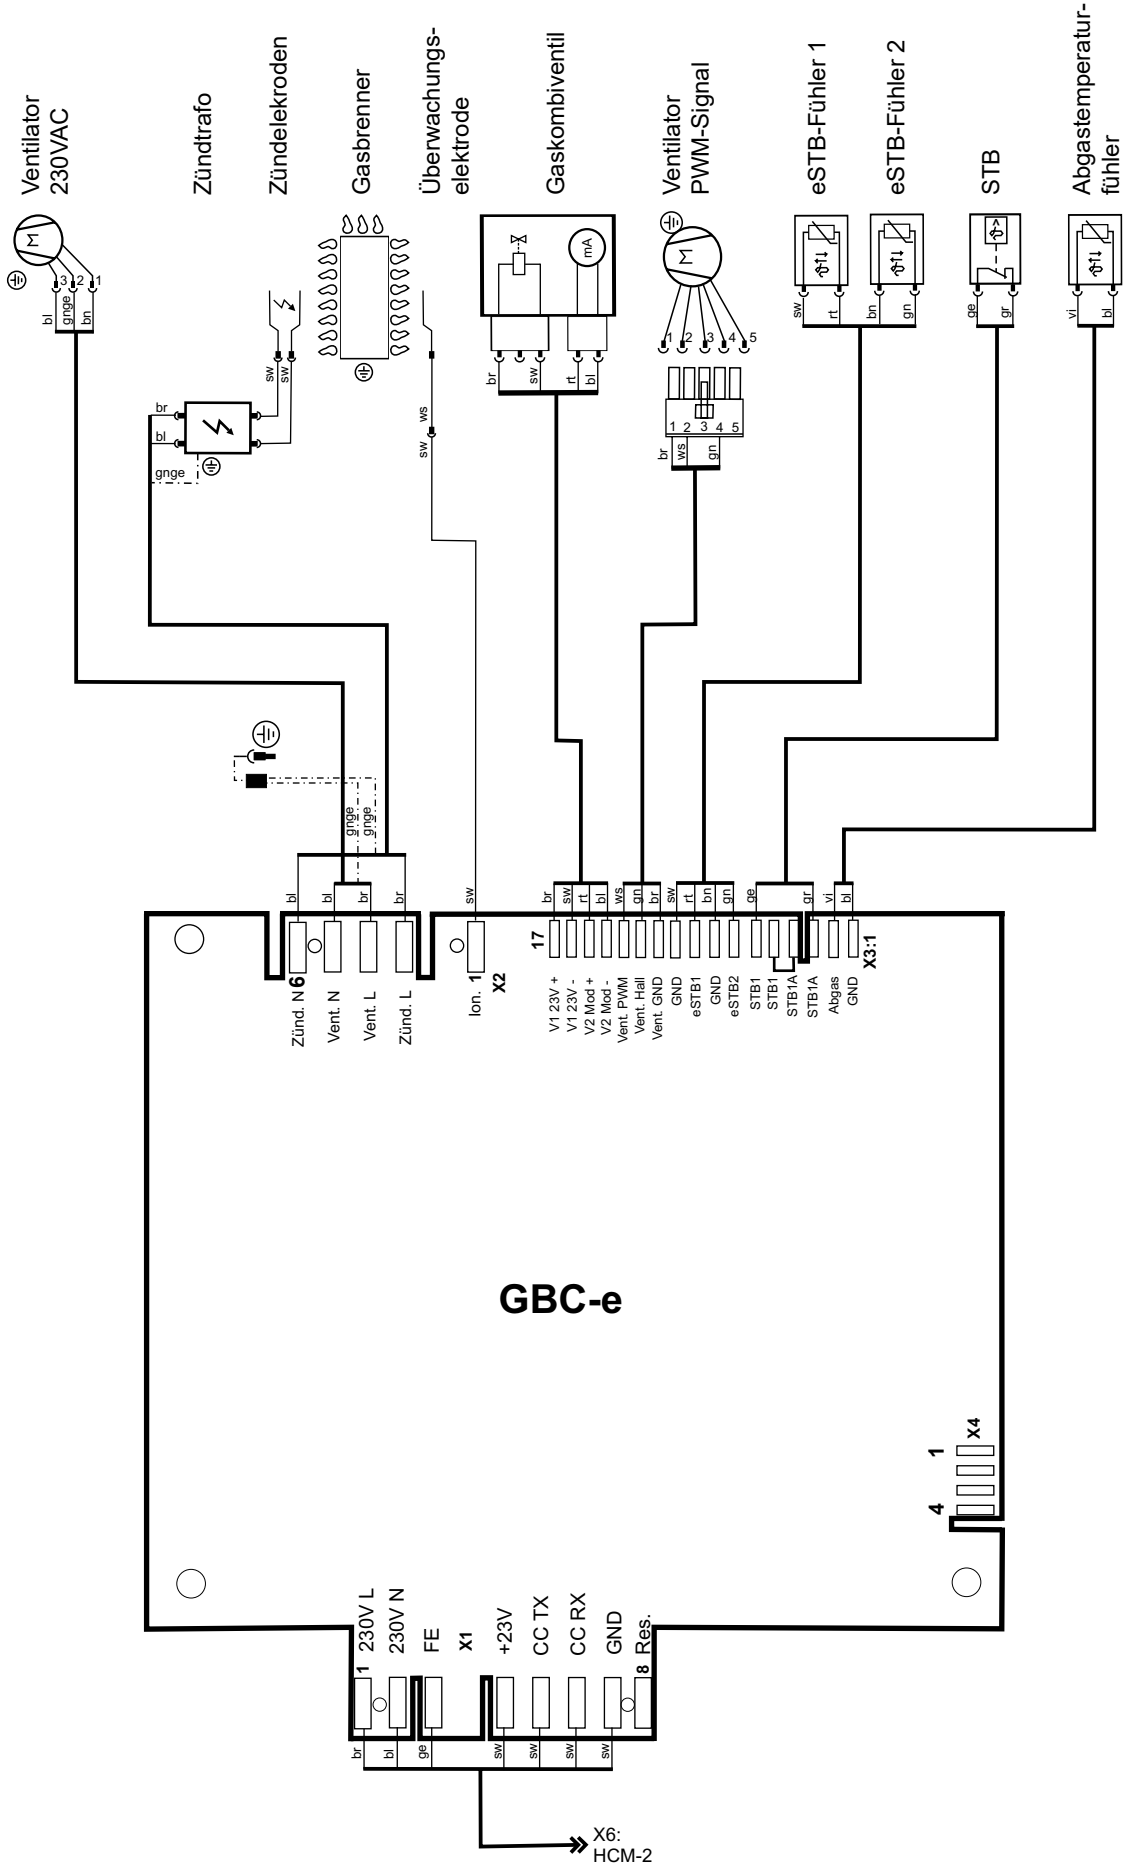 Ventilator
230VAC
Zündtrafo
Zündelekroden
Gasbrenner
Überwachungs-
elektrode
Gaskombiventil
Ventilator
PWM-Signal
eSTB-Fühler 1
eSTB-Fühler 2
STB
Abgastemperatur-
fühler
M
3 2 1
bl
gnge
bn
br
bl
gnge
sw
sw
ws
sw
mA
br
sw
rt
bl
M
1 2 3 4 5
1 2 3 4 5
br
ws
gn
sw
rt
bn
gn
ge
gr
vi
bl
gnge
gnge
bl
bl
br
br
sw
br
sw
rt
bl
ws
gn
br
sw
rt
bn
gn
ge
gr
vi
bl
Zünd. N 6
Vent. N
Vent. L
Zünd. L
Ion. 1
X2
17
V1 23V +
V1 23V -
V2 Mod +
V2 Mod -
Vent. PWM
Vent. Hall
Vent. GND
GND
eSTB1
GND
eSTB2
STB1
STB1
STB1A
STB1A
Abgas
GND
X3:1
GBC-e
1
4
X4
1 230V L
230V N
FE
X1
+23V
CC TX
CC RX
GND
8 Res.
br
bl
ge
sw
sw
sw
sw
X6:
HCM-2